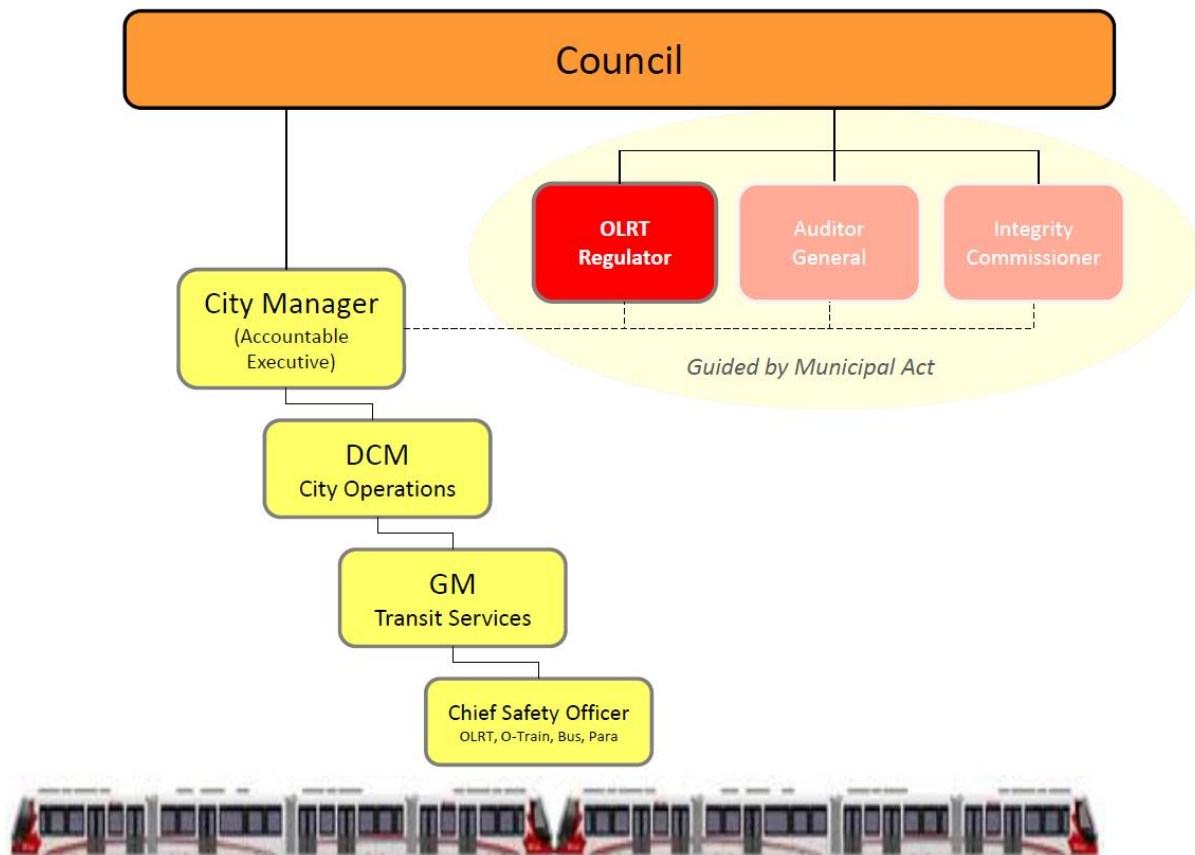 Council
OLRT
Regulator
Auditor
General
Integrity
Commissioner
City Manager
(Accountable
Executive)
Guided by Municipal Act
DCM
City Operations
GM
Transit Services
Chief Safety Officer
OLRT, O-Train, Bus, Para